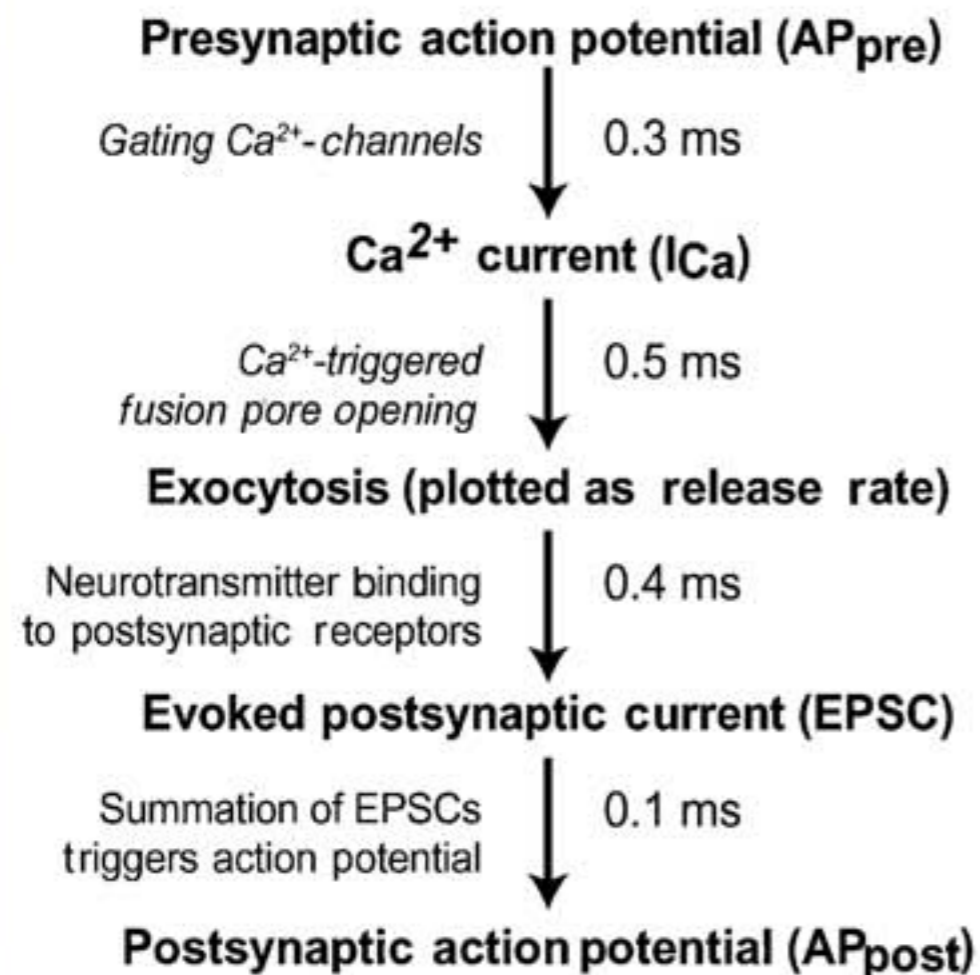 Presynaptic action potential (APpre)
Gating Ca²⁺-channels 0.3 ms
Ca2+ current (ICa)
Ca²⁺-triggered 0.5 ms
fusion pore opening
Exocytosis (plotted as release rate)
Neurotransmitter binding 0.4 ms
to postsynaptic receptors
Evoked postsynaptic current (EPSC)
Summation of EPSCs 0.1 ms
triggers action potential
Postsynaptic action potential (APpost)